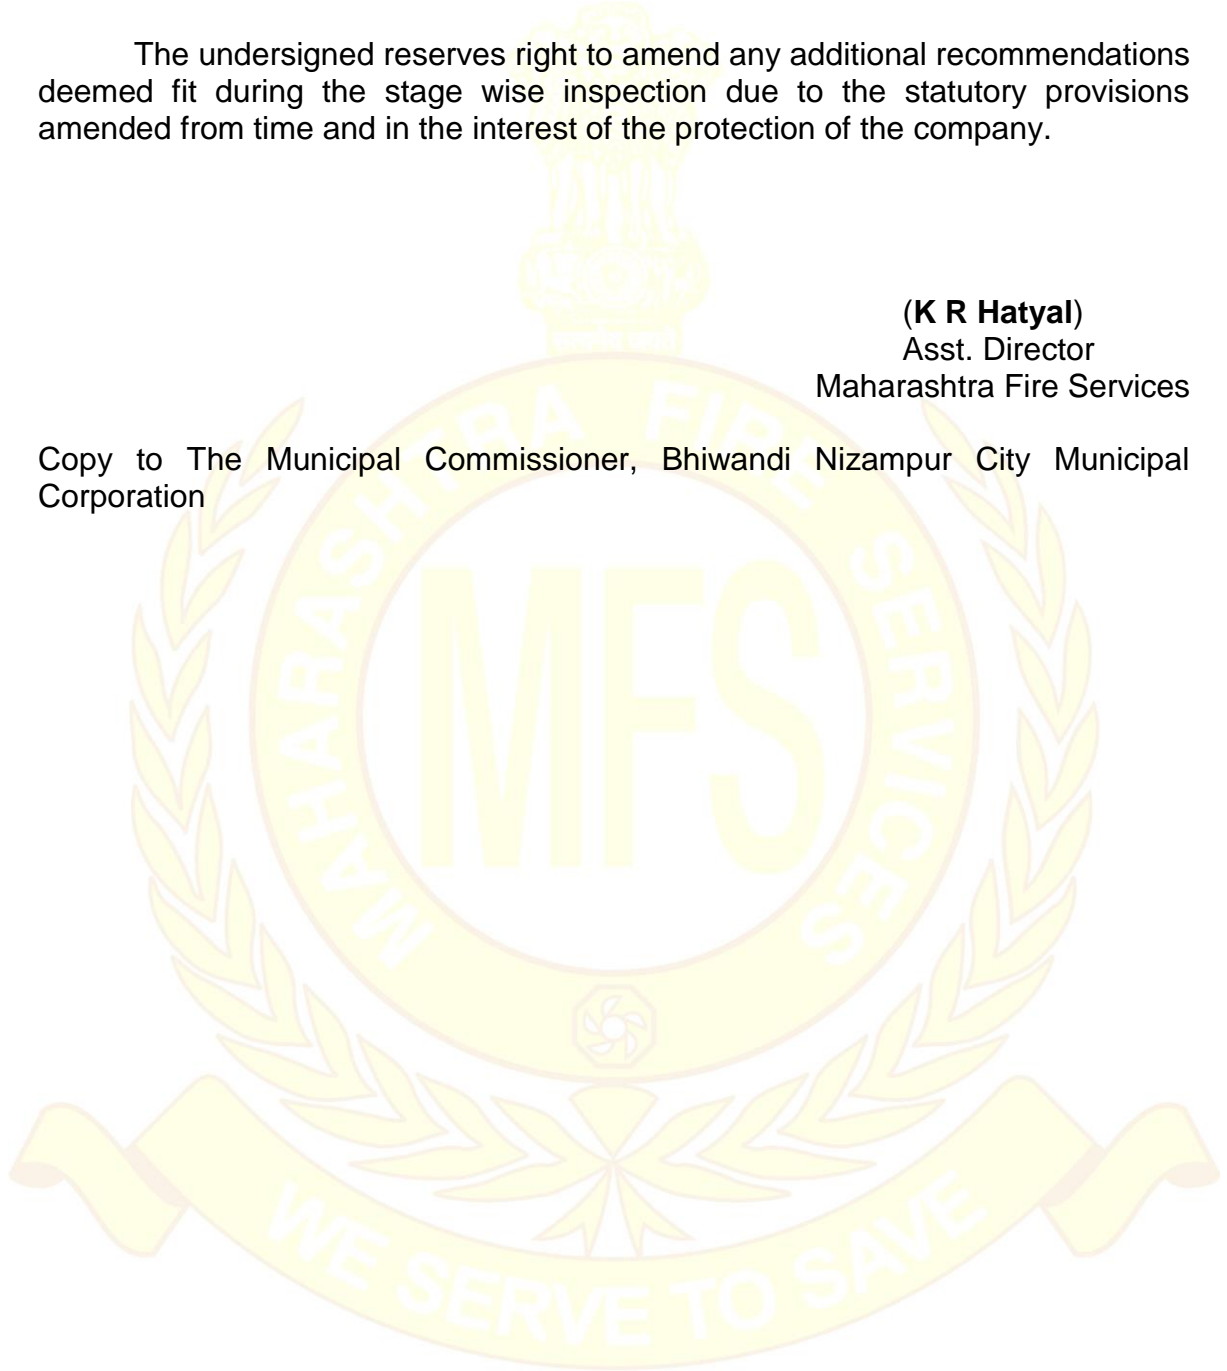 The undersigned reserves right to amend any additional recommendations
deemed fit during the stage wise inspection due to the statutory provisions
amended from time and in the interest of the protection of the company.
(K R Hatyal)
Asst. Director
Maharashtra Fire Services
Copy to The Municipal Commissioner, Bhiwandi Nizampur City Municipal
Corporation
MAHARASHTRA FIRE SERVICES
MFS
WE SERVE TO SAVE